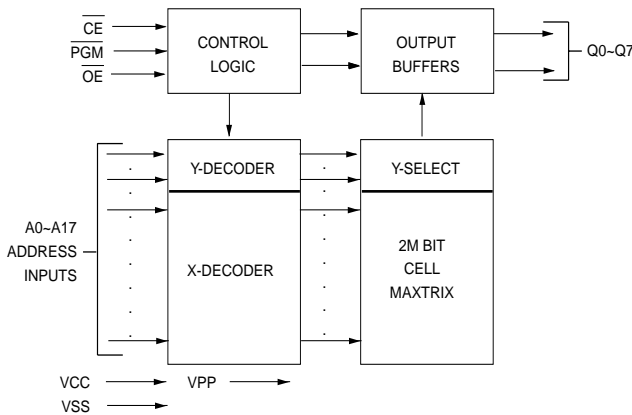 CE
PGM
OE
CONTROL
LOGIC
OUTPUT
BUFFERS
Q0~Q7
Y-DECODER
Y-SELECT
A0~A17
ADDRESS
INPUTS
X-DECODER
2M BIT
CELL
MAXTRIX
VCC
VPP
VSS